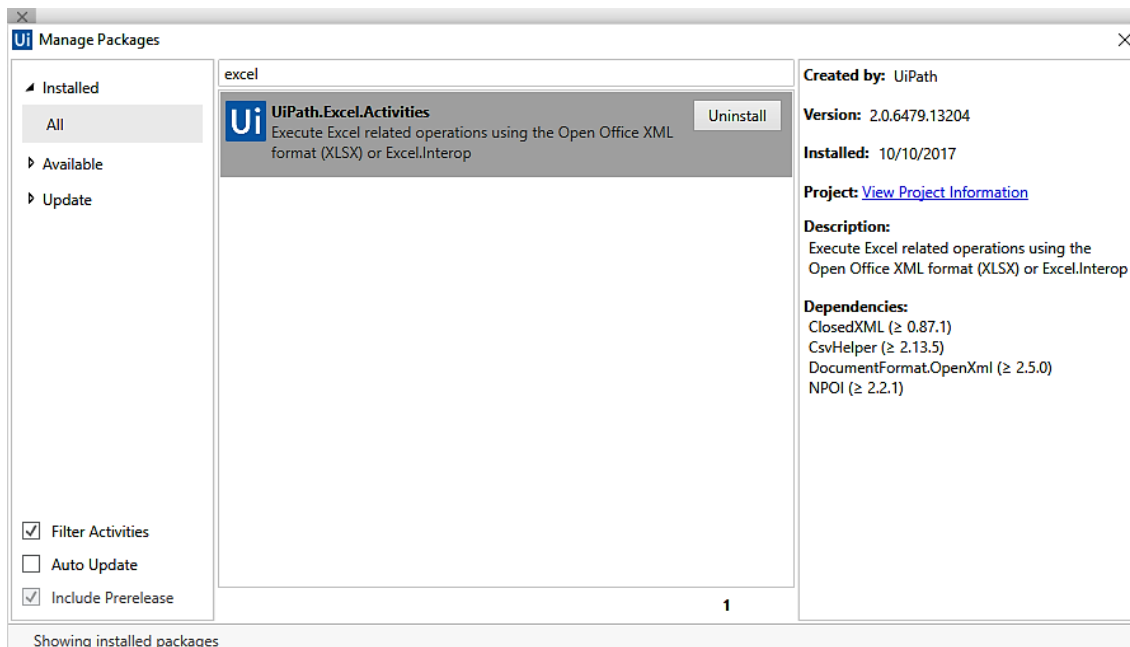 Ui Manage Packages
Installed
All
Available
Update
Filter Activities
Auto Update
Include Prerelease
excel
Ui
UiPath.Excel.Activities
Uninstall
Execute Excel related operations using the Open Office XML
format (XLSX) or Excel.Interop
1
Created by: UiPath
Version: 2.0.6479.13204
Installed: 10/10/2017
Project: View Project Information
Description:
Execute Excel related operations using the
Open Office XML format (XLSX) or Excel.Interop
Dependencies:
ClosedXML (≥ 0.87.1)
CsvHelper (≥ 2.13.5)
DocumentFormat.OpenXml (≥ 2.5.0)
NPOI (≥ 2.2.1)
Showing installed packages